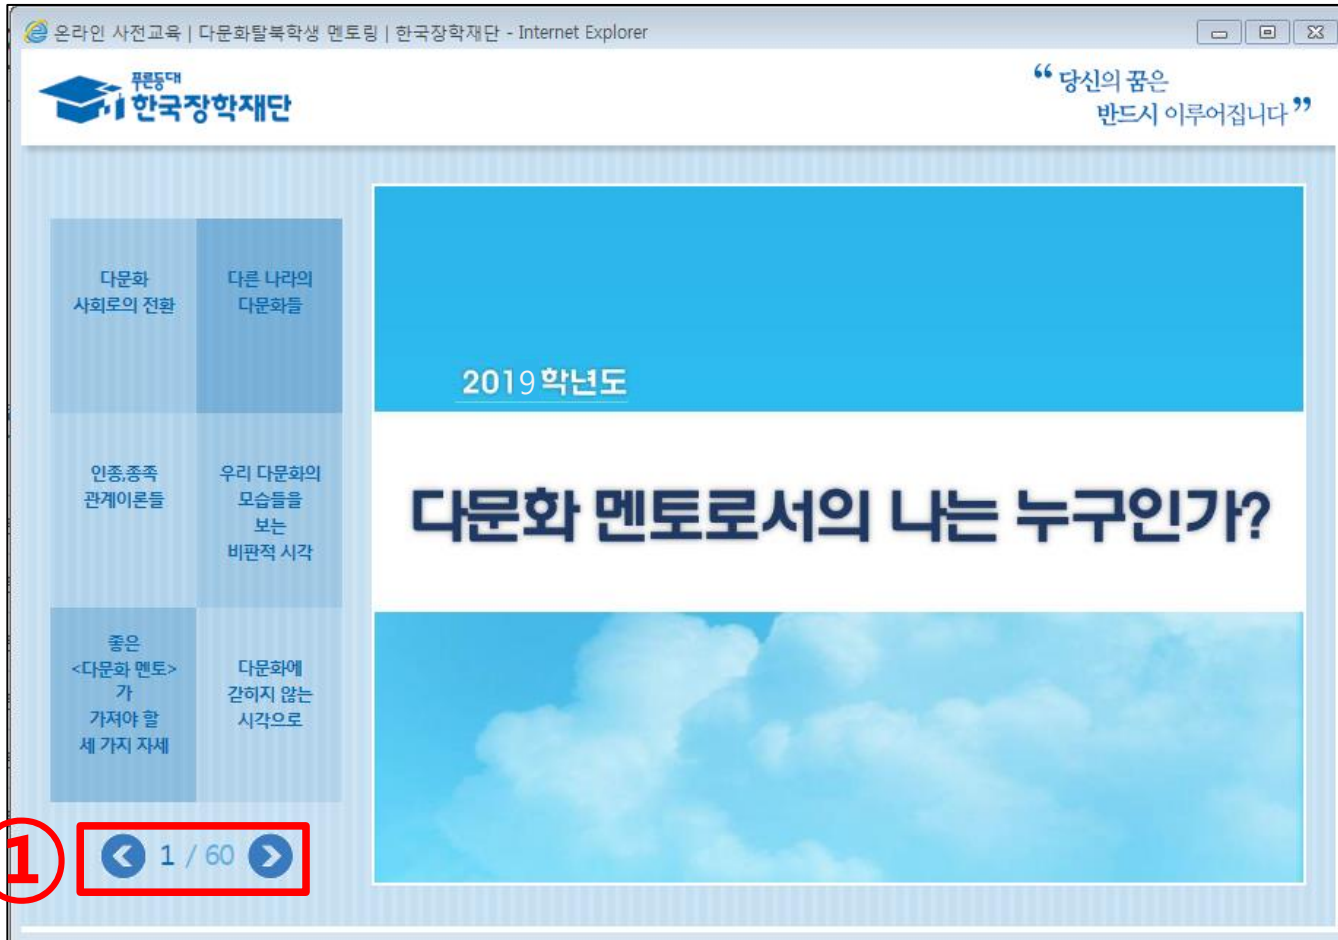 온라인 사전교육 | 다문화탈북학생 멘토링 | 한국장학재단 - Internet Explorer
푸른등대
한국장학재단
“ 당신의 꿈은
반드시 이루어집니다 ”
다문화
사회로의 전환
다른 나라의
다문화들
인종,종족
관계이론들
우리 다문화의
모습들을
보는
비판적 시각
좋은
<다문화 멘토>
가
가져야 할
세 가지 자세
다문화에
갇히지 않는
시각으로
① 1 / 60
2019학년도
다문화 멘토로서의 나는 누구인가?